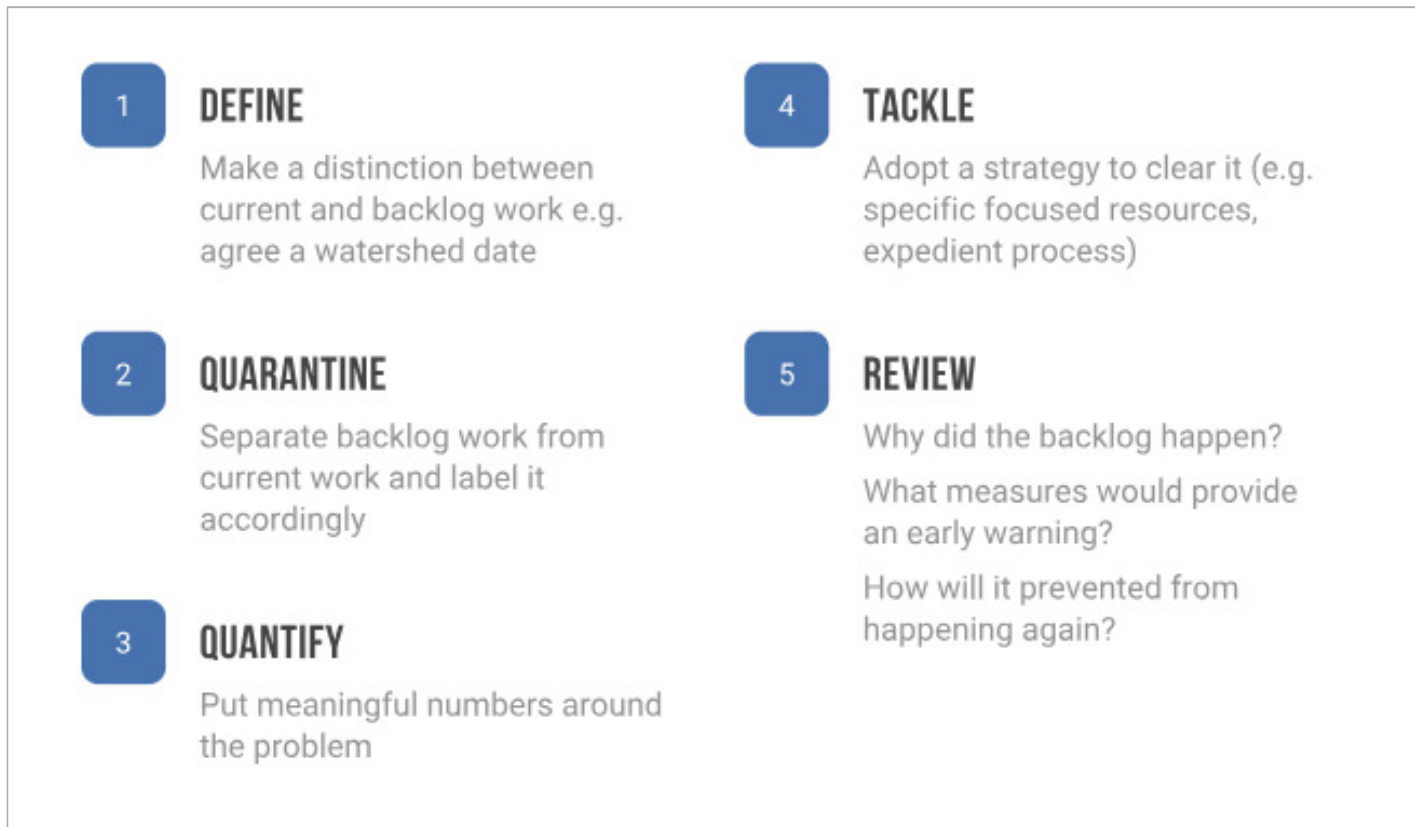 1
DEFINE
Make a distinction between
current and backlog work e.g.
agree a watershed date
2
QUARANTINE
Separate backlog work from
current work and label it
accordingly
3
QUANTIFY
Put meaningful numbers around
the problem
4
TACKLE
Adopt a strategy to clear it (e.g.
specific focused resources,
expedient process)
5
REVIEW
Why did the backlog happen?
What measures would provide
an early warning?
How will it prevented from
happening again?